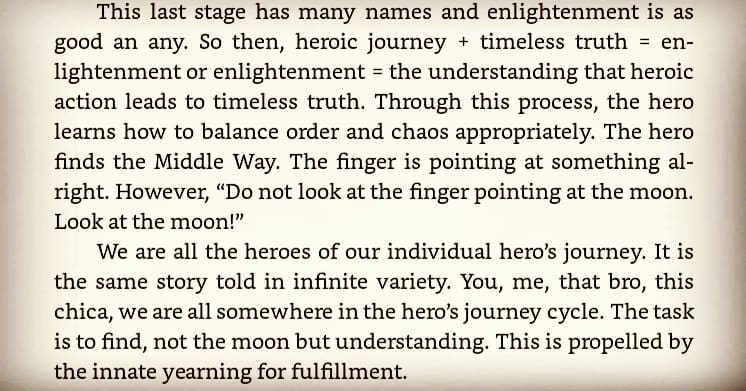 This last stage has many names and enlightenment is as
good an any. So then, heroic journey + timeless truth = en-
lightenment or enlightenment = the understanding that heroic
action leads to timeless truth. Through this process, the hero
learns how to balance order and chaos appropriately. The hero
finds the Middle Way. The finger is pointing at something al-
right. However, “Do not look at the finger pointing at the moon.
Look at the moon!”
We are all the heroes of our individual hero’s journey. It is
the same story told in infinite variety. You, me, that bro, this
chica, we are all somewhere in the hero’s journey cycle. The task
is to find, not the moon but understanding. This is propelled by
the innate yearning for fulfillment.